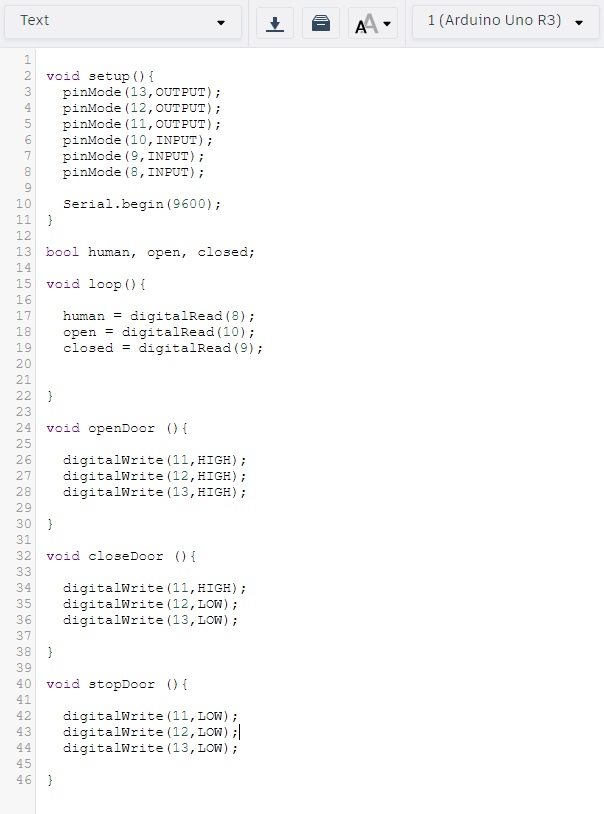 Text
1 (Arduino Uno R3)
1
2 void setup(){
3 pinMode(13,OUTPUT);
4 pinMode(12,OUTPUT);
5 pinMode(11,OUTPUT);
6 pinMode(10,INPUT);
7 pinMode(9,INPUT);
8 pinMode(8,INPUT);
9
10 Serial.begin(9600);
11 }
12
13 bool human, open, closed;
14
15 void loop(){
16
17 human = digitalRead(8);
18 open = digitalRead(10);
19 closed = digitalRead(9);
20
21
22 }
23
24 void openDoor (){
25
26 digitalWrite(11,HIGH);
27 digitalWrite(12,HIGH);
28 digitalWrite(13,HIGH);
29
30 }
31
32 void closeDoor (){
33
34 digitalWrite(11,HIGH);
35 digitalWrite(12,LOW);
36 digitalWrite(13,LOW);
37
38 }
39
40 void stopDoor (){
41
42 digitalWrite(11,LOW);
43 digitalWrite(12,LOW);
44 digitalWrite(13,LOW);
45
46 }